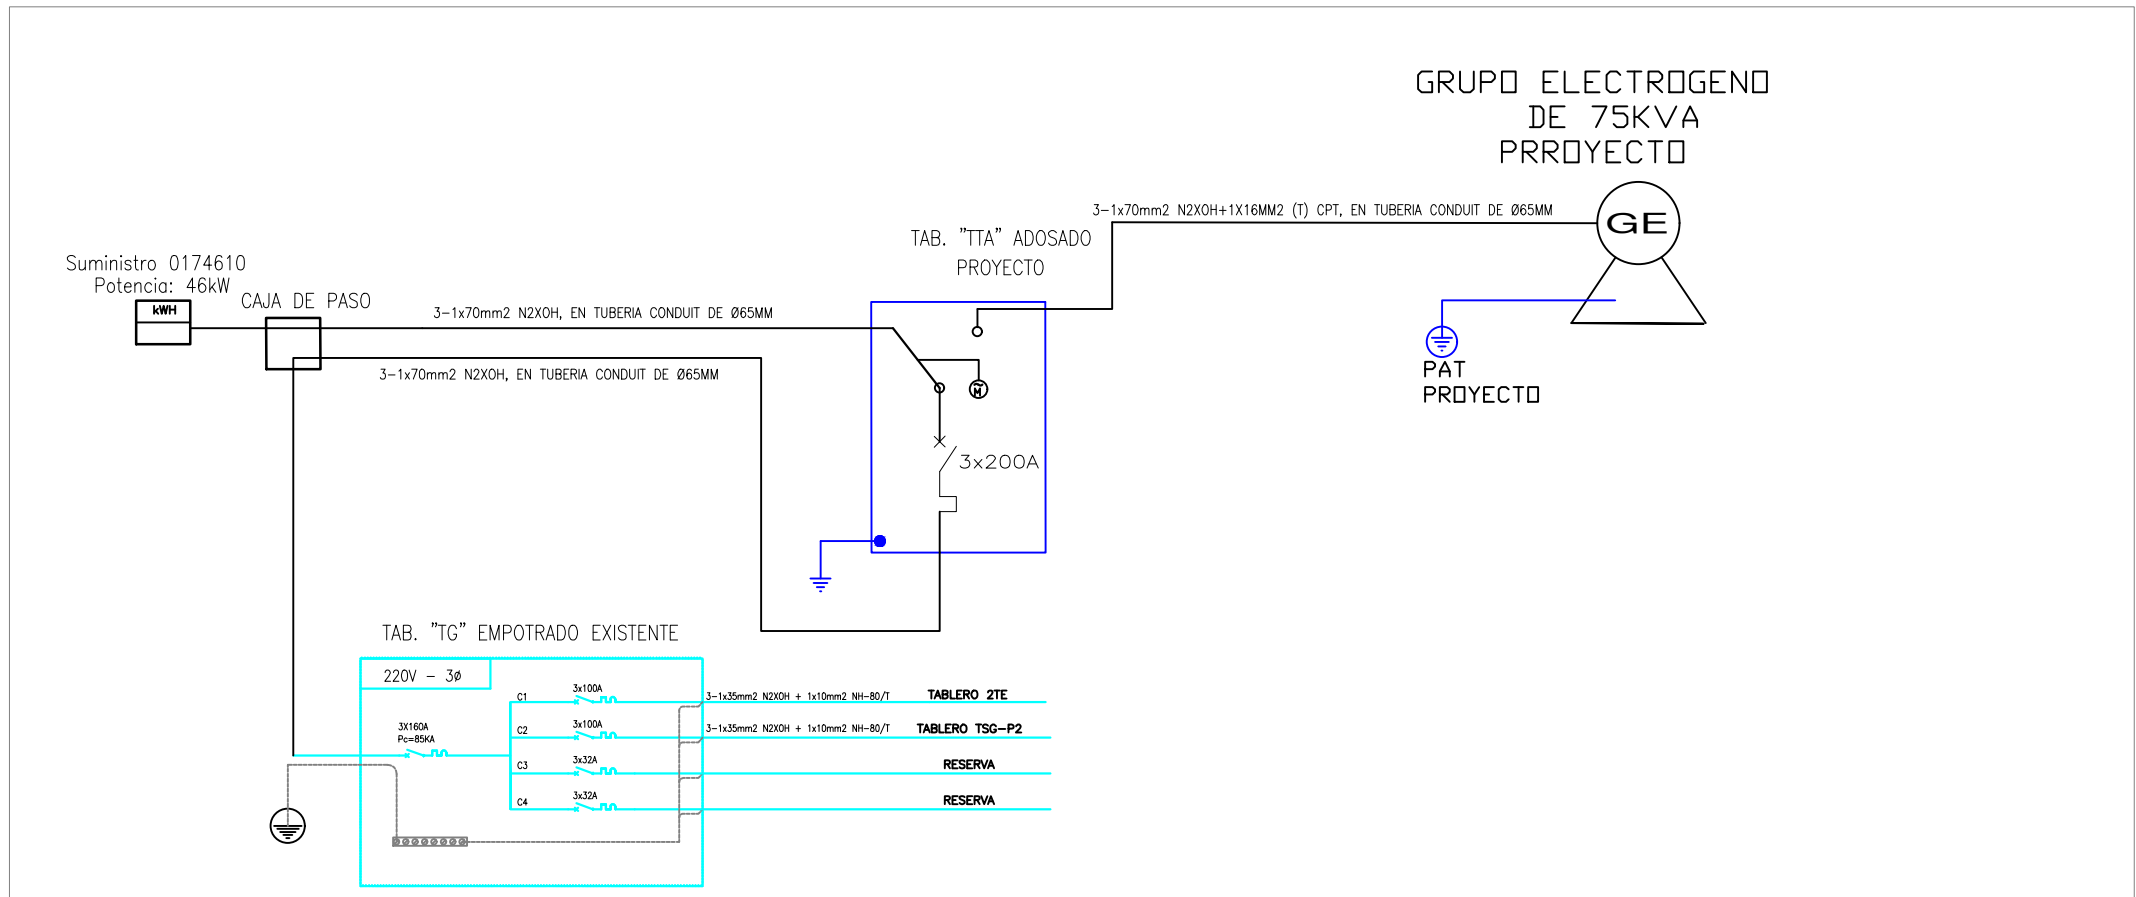 GRUPO ELECTROGENO
DE 75KVA
PRROYECTO
GE
3-1x70mm2 N2XOH+1X16MM2 (T) CPT, EN TUBERIA CONDUIT DE Ø65MM
TAB. "TTA" ADOSADO
PROYECTO
Suministro 0174610
Potencia: 46kW
kWH
CAJA DE PASO
3-1x70mm2 N2XOH, EN TUBERIA CONDUIT DE Ø65MM
3-1x70mm2 N2XOH, EN TUBERIA CONDUIT DE Ø65MM
M
PAT
PROYECTO
3x200A
TAB. "TG" EMPOTRADO EXISTENTE
220V - 3ø
3X160A
Pc=85KA
C1
3x100A
3-1x35mm2 N2XOH + 1x10mm2 NH-80/T
TABLERO 2TE
C2
3x100A
3-1x35mm2 N2XOH + 1x10mm2 NH-80/T
TABLERO TSG-P2
C3
3x32A
RESERVA
C4
3x32A
RESERVA